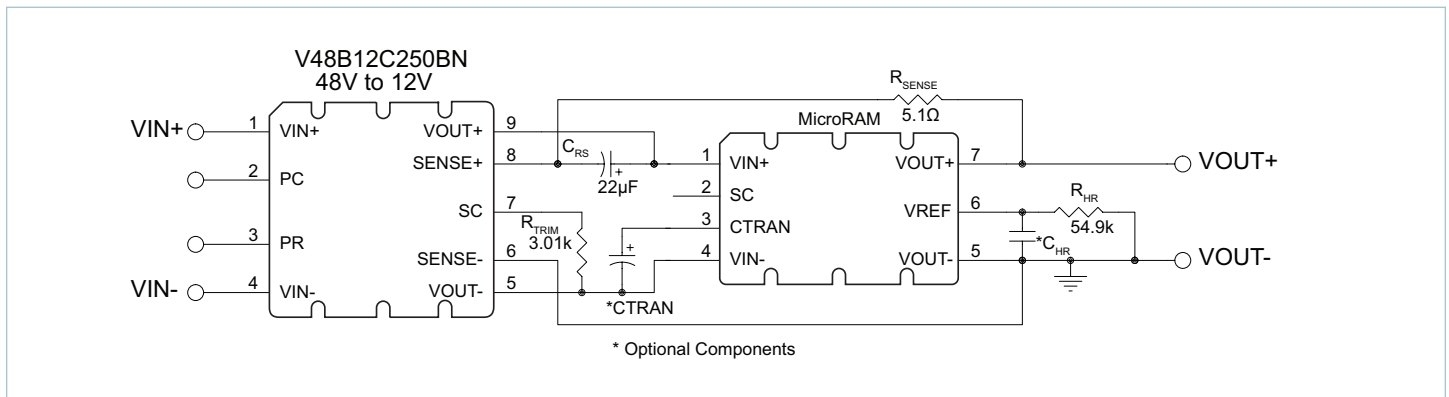 V48B12C250BN
48V to 12V
VIN+
1
VIN+
2
PC
3
PR
VIN-
4
VIN-
VOUT+
9
SENSE+
8
SC
7
SENSE-
6
VOUT-
5
CRS
+
22µF
RTRIM
3.01k
+
*CTRAN
RSENSE
5.1Ω
MicroRAM
1
VIN+
2
SC
3
CTRAN
4
VIN-
VOUT+
7
VREF
6
VOUT-
5
RHR
54.9k
*CHR
VOUT+
VOUT-
* Optional Components